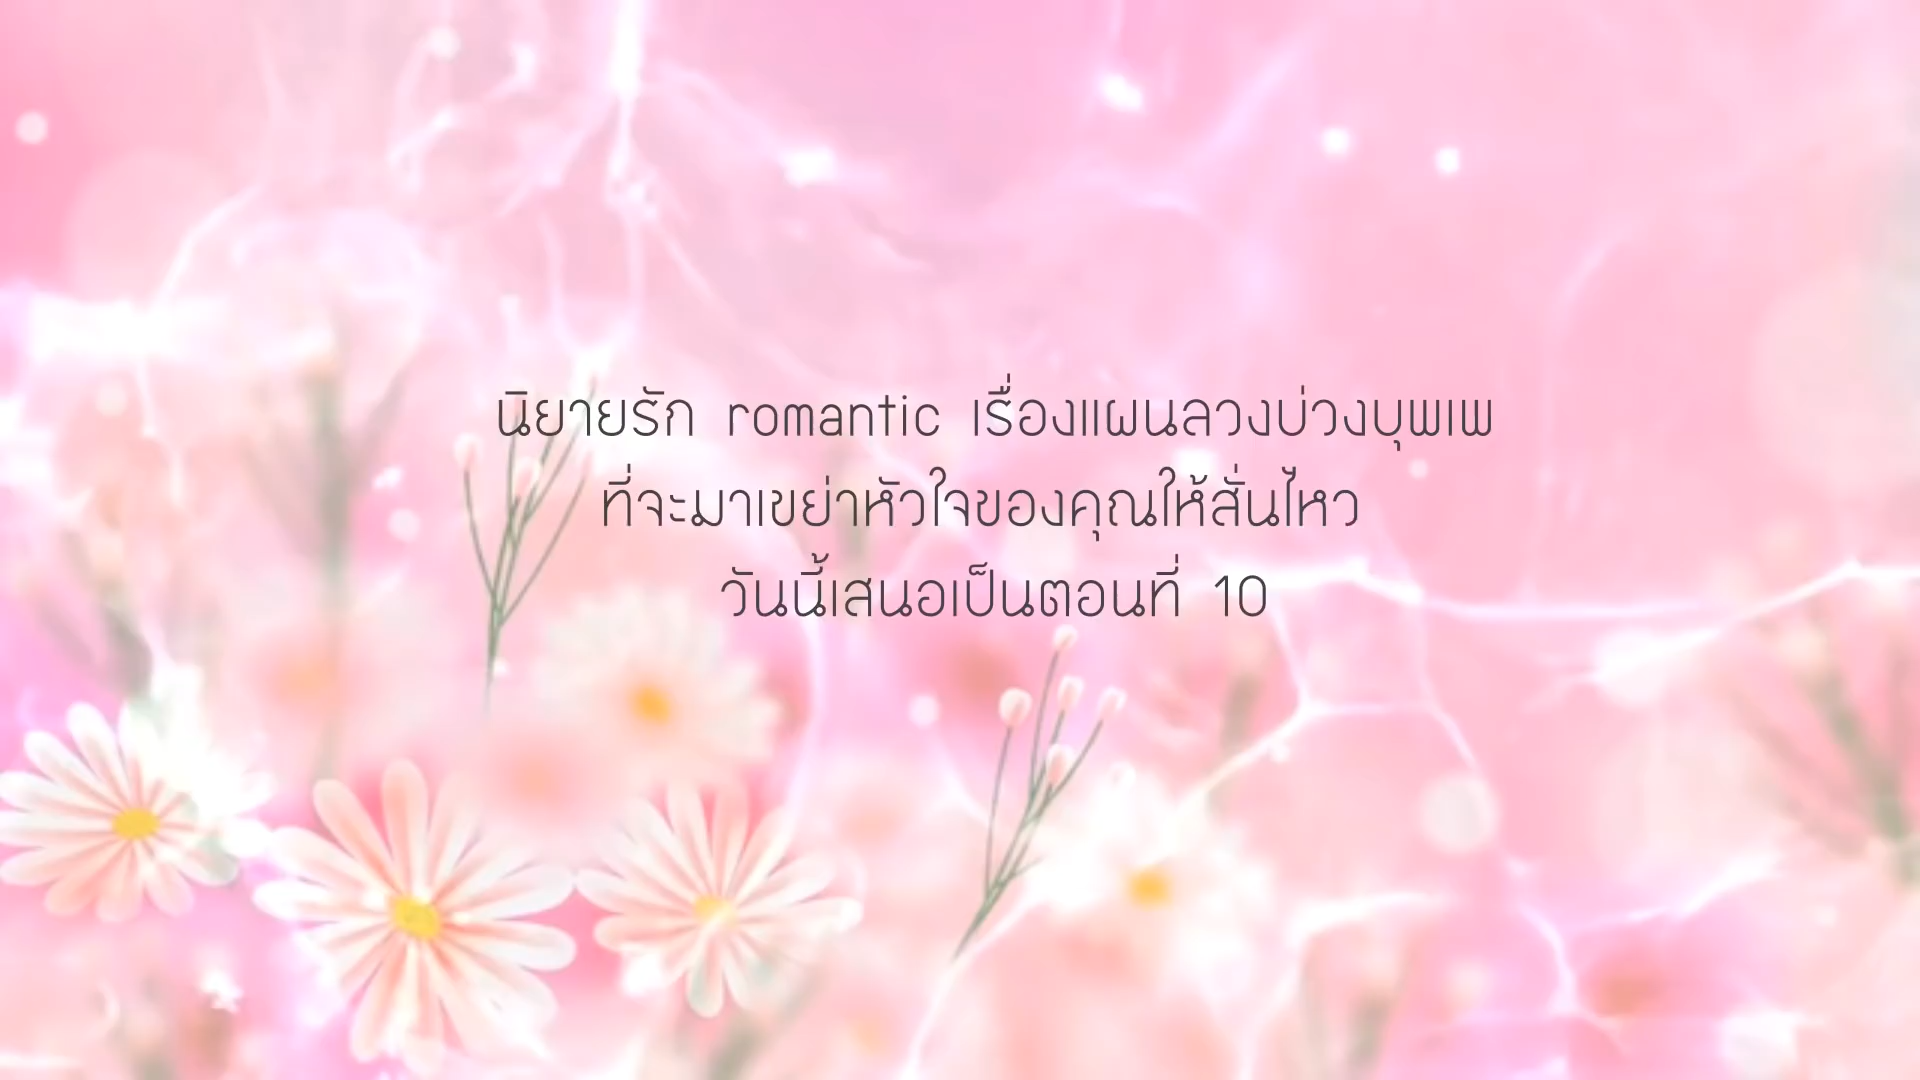 นิยายรัก romantic เรื่องแผนลวงบ่วงบุพเพ
ที่จะมาเขย่าหัวใจของคุณให้สั่นไหว
วันนี้เสนอเป็นตอนที่ 10